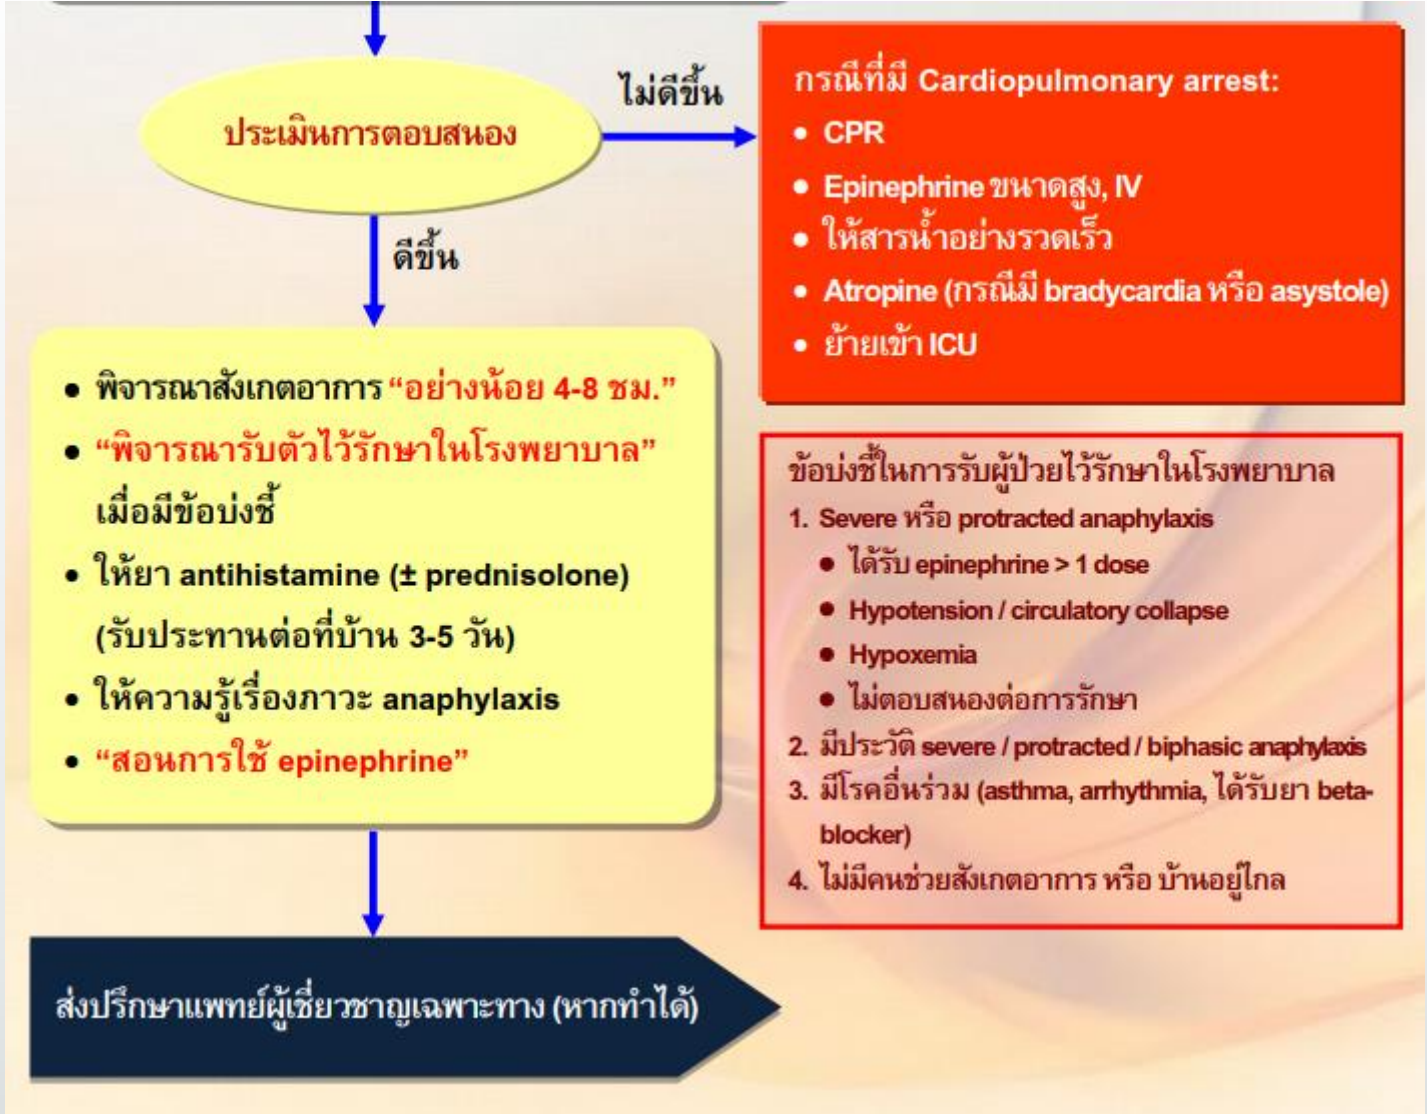 ประเมินการตอบสนอง
ไม่ดีขึ้น
กรณีที่มี Cardiopulmonary arrest:
• CPR
• Epinephrine ขนาดสูง, IV
• ให้สารน้ำอย่างรวดเร็ว
• Atropine (กรณีมี bradycardia หรือ asystole)
• ย้ายเข้า ICU
ดีขึ้น
• พิจารณาสังเกตอาการ “อย่างน้อย 4-8 ชม.”
• “พิจารณารับตัวไว้รักษาในโรงพยาบาล”
เมื่อมีข้อบ่งชี้
• ให้ยา antihistamine (± prednisolone)
(รับประทานต่อที่บ้าน 3-5 วัน)
• ให้ความรู้เรื่องภาวะ anaphylaxis
• “สอนการใช้ epinephrine”
ข้อบ่งชี้ในการรับผู้ป่วยไว้รักษาในโรงพยาบาล
1. Severe หรือ protracted anaphylaxis
• ได้รับ epinephrine > 1 dose
• Hypotension / circulatory collapse
• Hypoxemia
• ไม่ตอบสนองต่อการรักษา
2. มีประวัติ severe / protracted / biphasic anaphylaxis
3. มีโรคอื่นร่วม (asthma, arrhythmia, ได้รับยา beta-
blocker)
4. ไม่มีคนช่วยสังเกตอาการ หรือ บ้านอยู่ไกล
ส่งปรึกษาแพทย์ผู้เชี่ยวชาญเฉพาะทาง (หากทำได้)